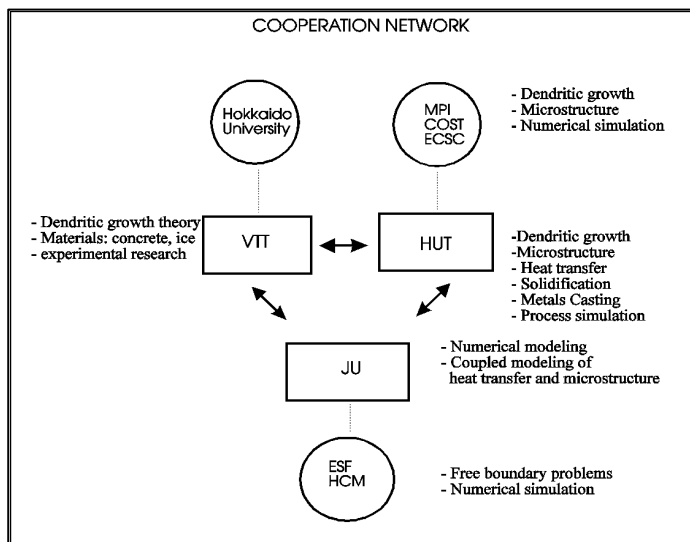 COOPERATION NETWORK
Hokkaido
University
MPI
COST
ECSC
- Dendritic growth
- Microstructure
- Numerical simulation
- Dendritic growth theory
- Materials: concrete, ice
- experimental research
VTT
HUT
-Dendritic growth
-Microstructure
- Heat transfer
- Solidification
- Metals Casting
- Process simulation
JU
- Numerical modeling
- Coupled modeling of
heat transfer and microstructure
ESF
HCM
- Free boundary problems
- Numerical simulation